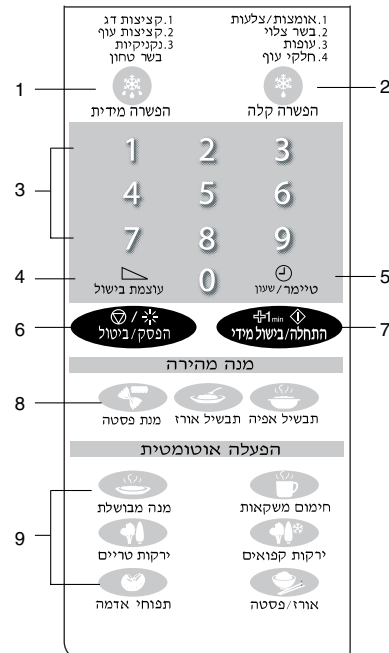 1.אומצות/צלעות
2.בשר צלוי
3.עופות
4.חלקי עוף
1.קציצות דג
2.קציצות עוף
3.נקניקיות
בשר טחון
1
2
הפשרה קלה
הפשרה מידית
3
1 2 3
4 5 6
7 8 9
4
5
עוצמת בישול
0
טיימר/שעון
6
7
הפסק/ביטול
+1min
התחלה/בישול מידי
מנה מהירה
8
תבשיל אפיה
תבשיל אורז
מנת פסטה
הפעלה אוטומטית
9
חימום משקאות
מנה מבושלת
ירקות קפואים
ירקות טריים
אורז/פסטה
תפוחי אדמה